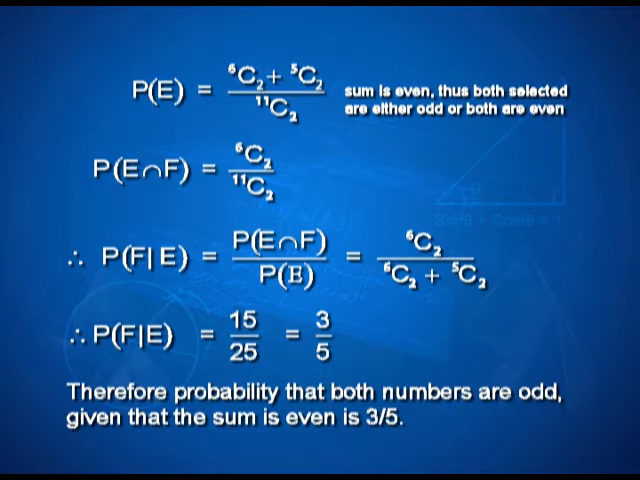 P(E) = (⁶C₂ + ⁵C₂) / ¹¹C₂ sum is even, thus both selected
are either odd or both are even
P(E∩F) = ⁶C₂ / ¹¹C₂
∴ P(F|E) = P(E∩F) / P(E) = ⁶C₂ / (⁶C₂ + ⁵C₂)
∴ P(F|E) = 15/25 = 3/5
Therefore probability that both numbers are odd,
given that the sum is even is 3/5.